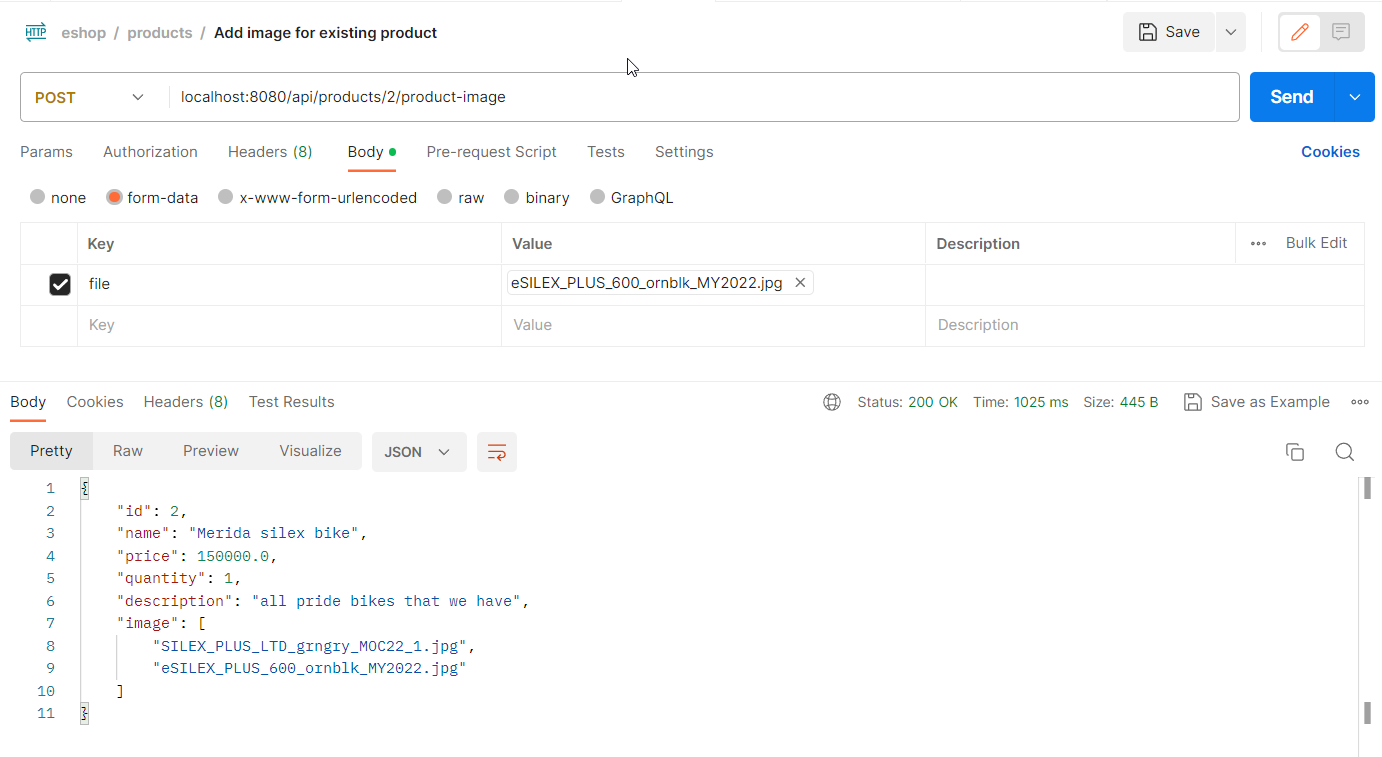 HTTP eshop / products / Add image for existing product Save
POST localhost:8080/api/products/2/product-image Send
Params Authorization Headers (8) Body Pre-request Script Tests Settings Cookies
none form-data x-www-form-urlencoded raw binary GraphQL
Key Value Description Bulk Edit
file eSILEX_PLUS_600_ornblk_MY2022.jpg
Key Value Description
Body Cookies Headers (8) Test Results Status: 200 OK Time: 1025 ms Size: 445 B Save as Example
Pretty Raw Preview Visualize JSON
1 {
2 "id": 2,
3 "name": "Merida silex bike",
4 "price": 150000.0,
5 "quantity": 1,
6 "description": "all pride bikes that we have",
7 "image": [
8 "SILEX_PLUS_LTD_grngry_MOC22_1.jpg",
9 "eSILEX_PLUS_600_ornblk_MY2022.jpg"
10 ]
11 }